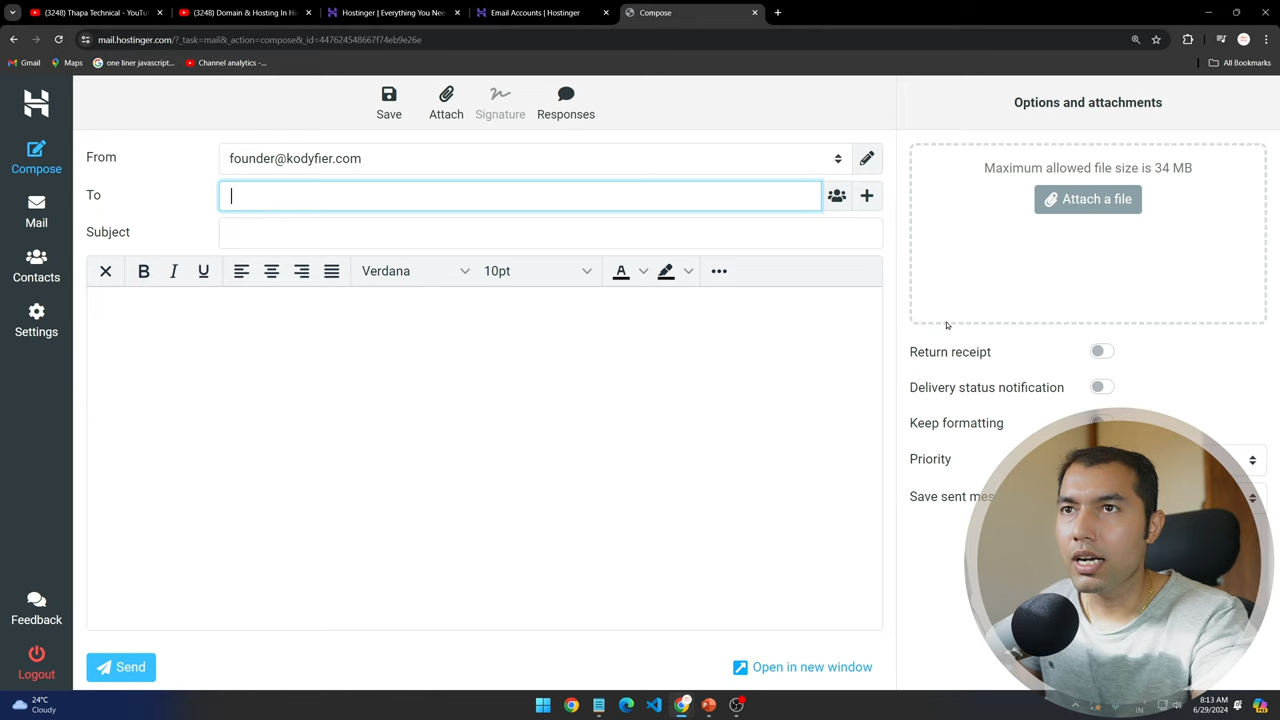 (3248) Thapa Technical - YouTu
(3248) Domain & Hosting In Hi
Hostinger | Everything You Nee
Email Accounts | Hostinger
Compose
mail.hostinger.com/?_task=mail&_action=compose&_id=447624548667f74eb9e26e
Gmail
Maps
one liner javascript...
Channel analytics -...
All Bookmarks
Save
Attach
Signature
Responses
Options and attachments
Compose
Mail
Contacts
Settings
Feedback
Logout
From
founder@kodyfier.com
To
Subject
Verdana
10pt
B I U
A
Maximum allowed file size is 34 MB
Attach a file
Return receipt
Delivery status notification
Keep formatting
Priority
Save sent mes
Send
Open in new window
24°C
Cloudy
IN
8:13 AM
6/29/2024